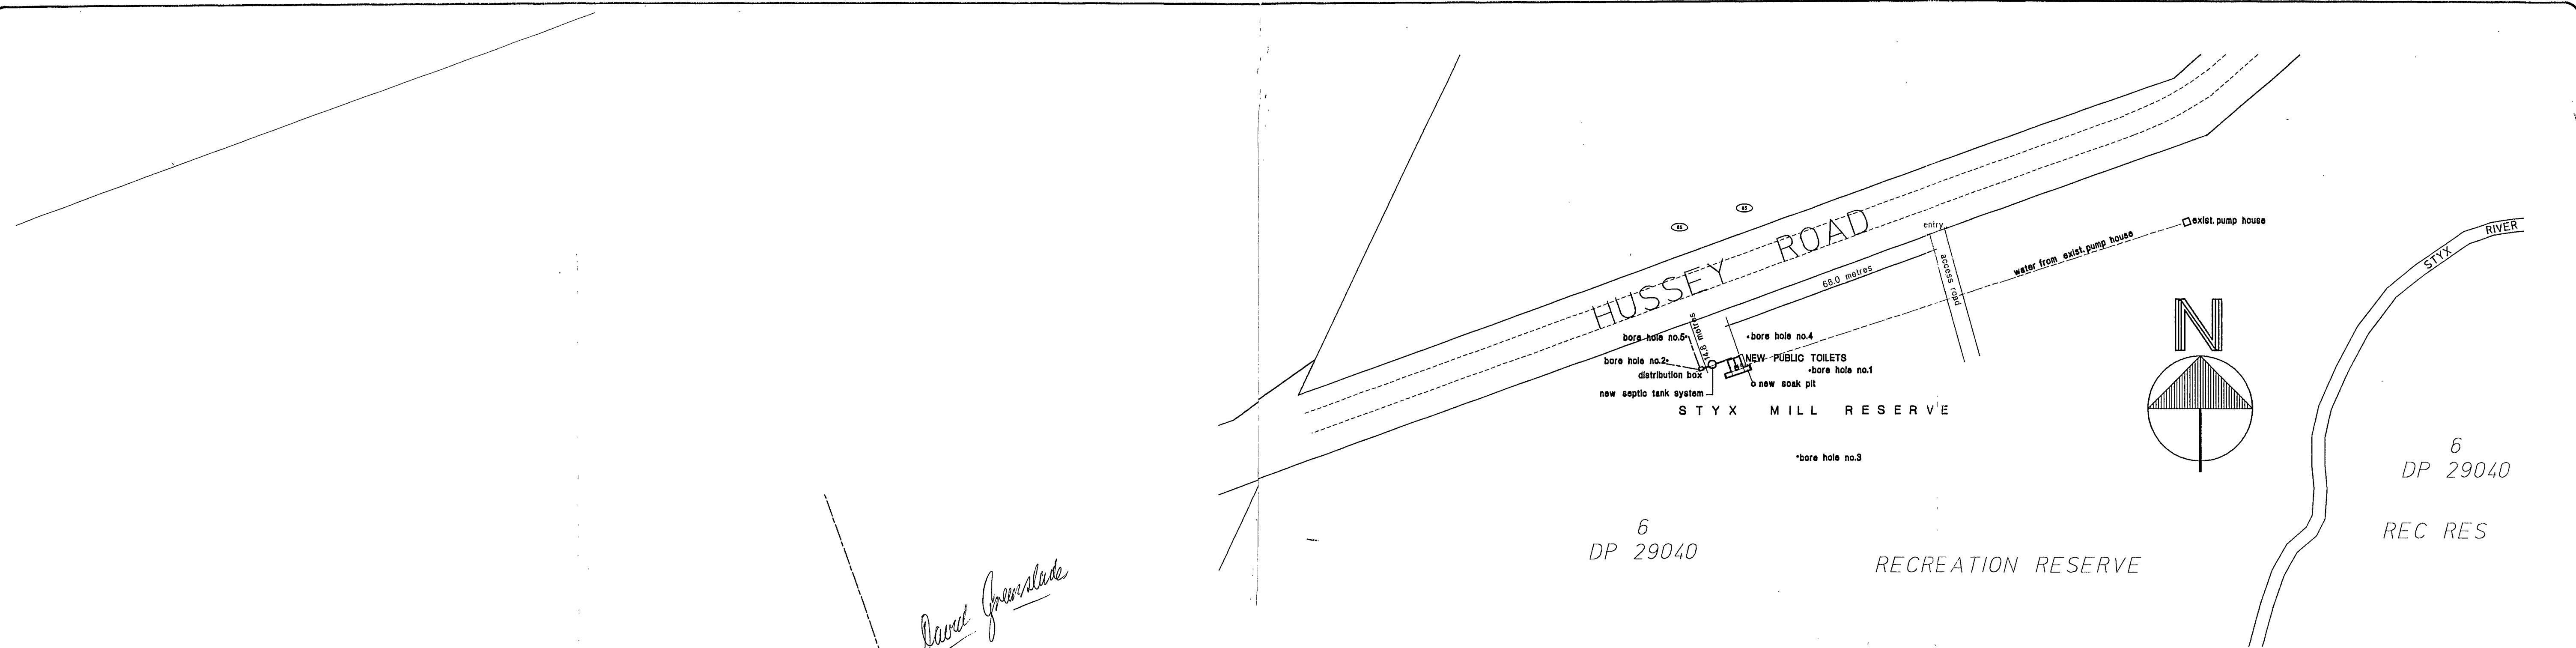 HUSSEY ROAD
entry
exist. pump house
water from exist. pump house
STYX RIVER
access road
68.0 metres
14.6 metres
N
bore hole no.5
bore hole no.4
bore hole no.2
NEW PUBLIC TOILETS
bore hole no.1
distribution box
new soak pit
new septic tank system
STYX MILL RESERVE
bore hole no.3
6
DP 29040
6
DP 29040
REC RES
RECREATION RESERVE
David Greenslade